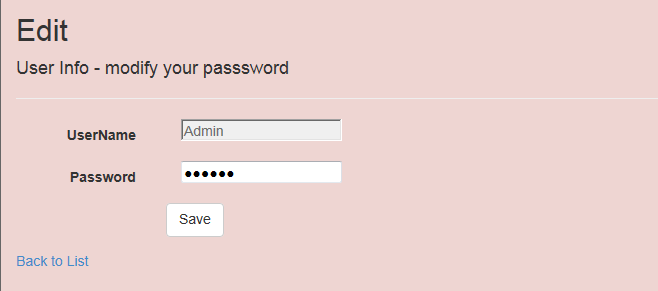 Edit
User Info - modify your passsword
UserName Admin
Password ••••••
Save
Back to List